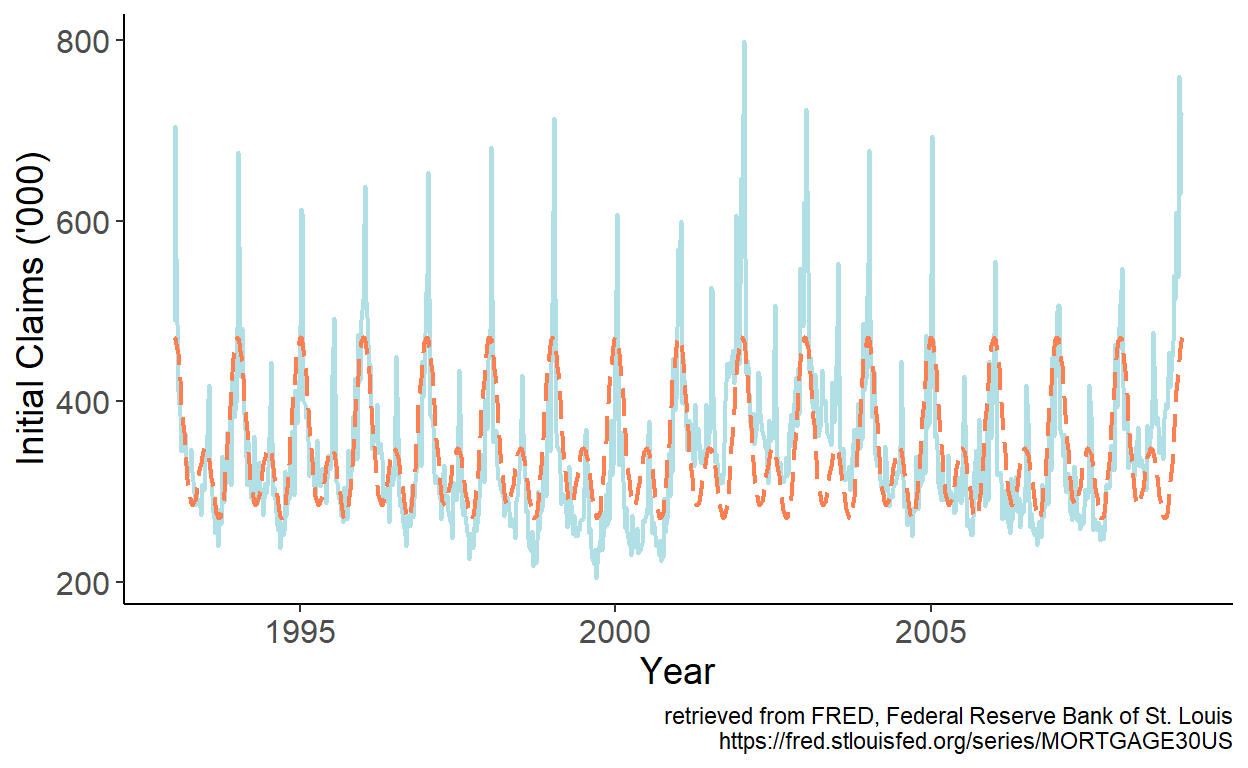 800
600
400
200
Initial Claims ('000)
1995 2000 2005
Year
retrieved from FRED, Federal Reserve Bank of St. Louis
https://fred.stlouisfed.org/series/MORTGAGE30US